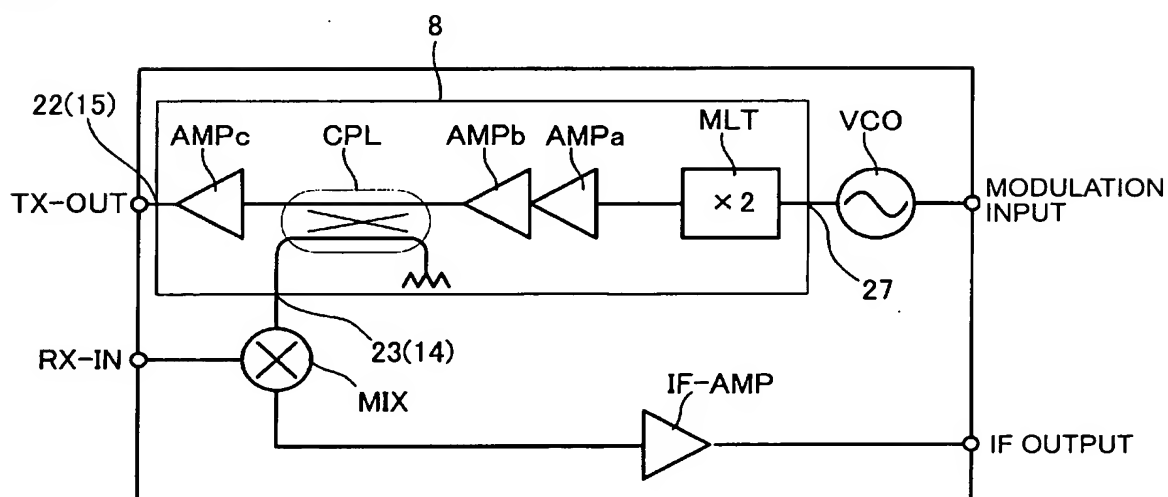 8
22(15)
AMPc
CPL
AMPb
AMPa
MLT
VCO
TX-OUT
× 2
MODULATION
INPUT
27
RX-IN
23(14)
MIX
IF-AMP
IF OUTPUT